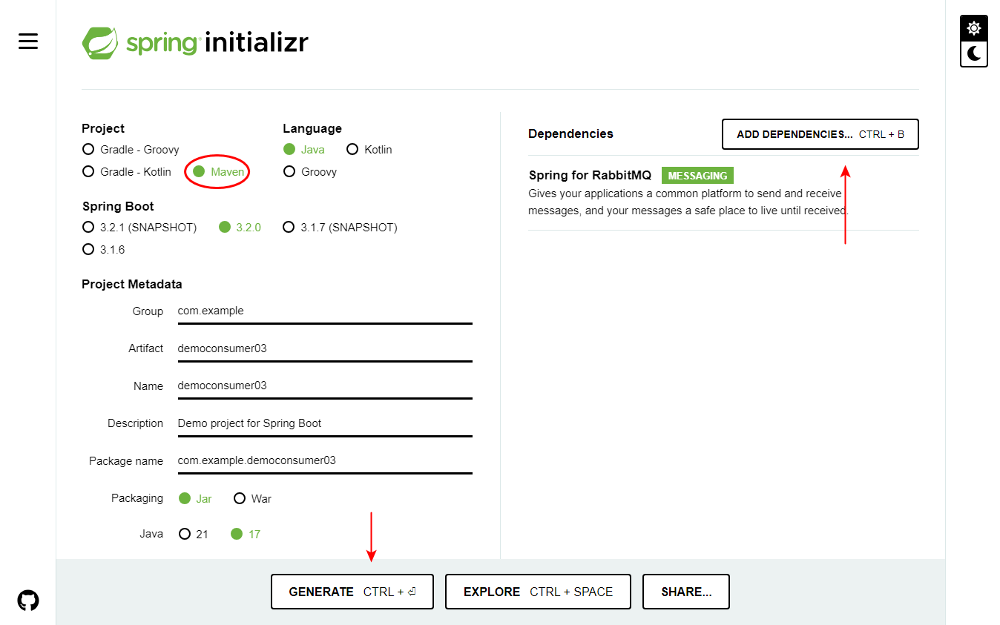 spring initializr
Project
Gradle - Groovy
Gradle - Kotlin Maven
Language
Java Kotlin
Groovy
Spring Boot
3.2.1 (SNAPSHOT) 3.2.0 3.1.7 (SNAPSHOT)
3.1.6
Project Metadata
Group com.example
Artifact democonsumer03
Name democonsumer03
Description Demo project for Spring Boot
Package name com.example.democonsumer03
Packaging Jar War
Java 21 17
Dependencies ADD DEPENDENCIES... CTRL + B
Spring for RabbitMQ MESSAGING
Gives your applications a common platform to send and receive
messages, and your messages a safe place to live until received.
GENERATE CTRL + ⏎ EXPLORE CTRL + SPACE SHARE...